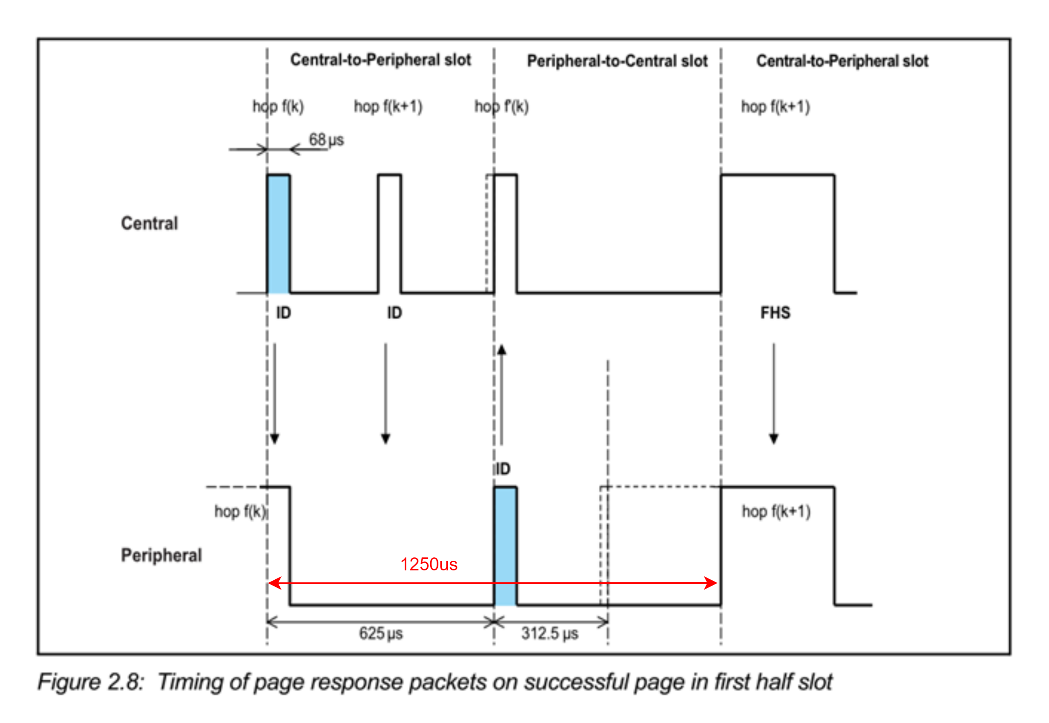 Central-to-Peripheral slot Peripheral-to-Central slot Central-to-Peripheral slot
hop f(k) hop f(k+1) hop f'(k) hop f(k+1)
68 µs
Central
ID ID FHS
ID
hop f(k) hop f(k+1)
Peripheral
1250us
625 µs 312.5 µs
Figure 2.8: Timing of page response packets on successful page in first half slot